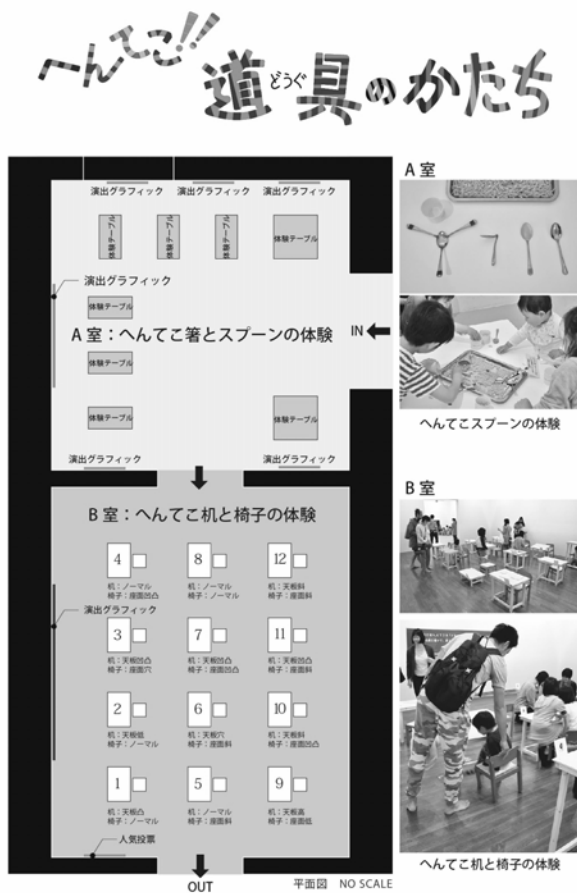 へんてこ!!
道具のかたち
どうぐ
演出グラフィック
演出グラフィック
演出グラフィック
体験テーブル
体験テーブル
体験テーブル
体験テーブル
演出グラフィック
体験テーブル
A室：へんてこ箸とスプーンの体験
IN
体験テーブル
体験テーブル
体験テーブル
演出グラフィック
演出グラフィック
B室：へんてこ机と椅子の体験
4
机：ノーマル
椅子：座面凹凸
8
机：ノーマル
椅子：ノーマル
12
机：天板斜
椅子：座面斜
演出グラフィック
3
机：天板凹凸
椅子：座面穴
7
机：天板凹凸
椅子：座面凹凸
11
机：天板凹凸
椅子：座面斜
2
机：天板低
椅子：ノーマル
6
机：天板穴
椅子：座面斜
10
机：天板斜
椅子：座面凹凸
1
机：天板凸
椅子：ノーマル
5
机：ノーマル
椅子：座面斜
9
机：天板高
椅子：座面低
人気投票
OUT
平面図 NO SCALE
A室
へんてこスプーンの体験
B室
へんてこ机と椅子の体験